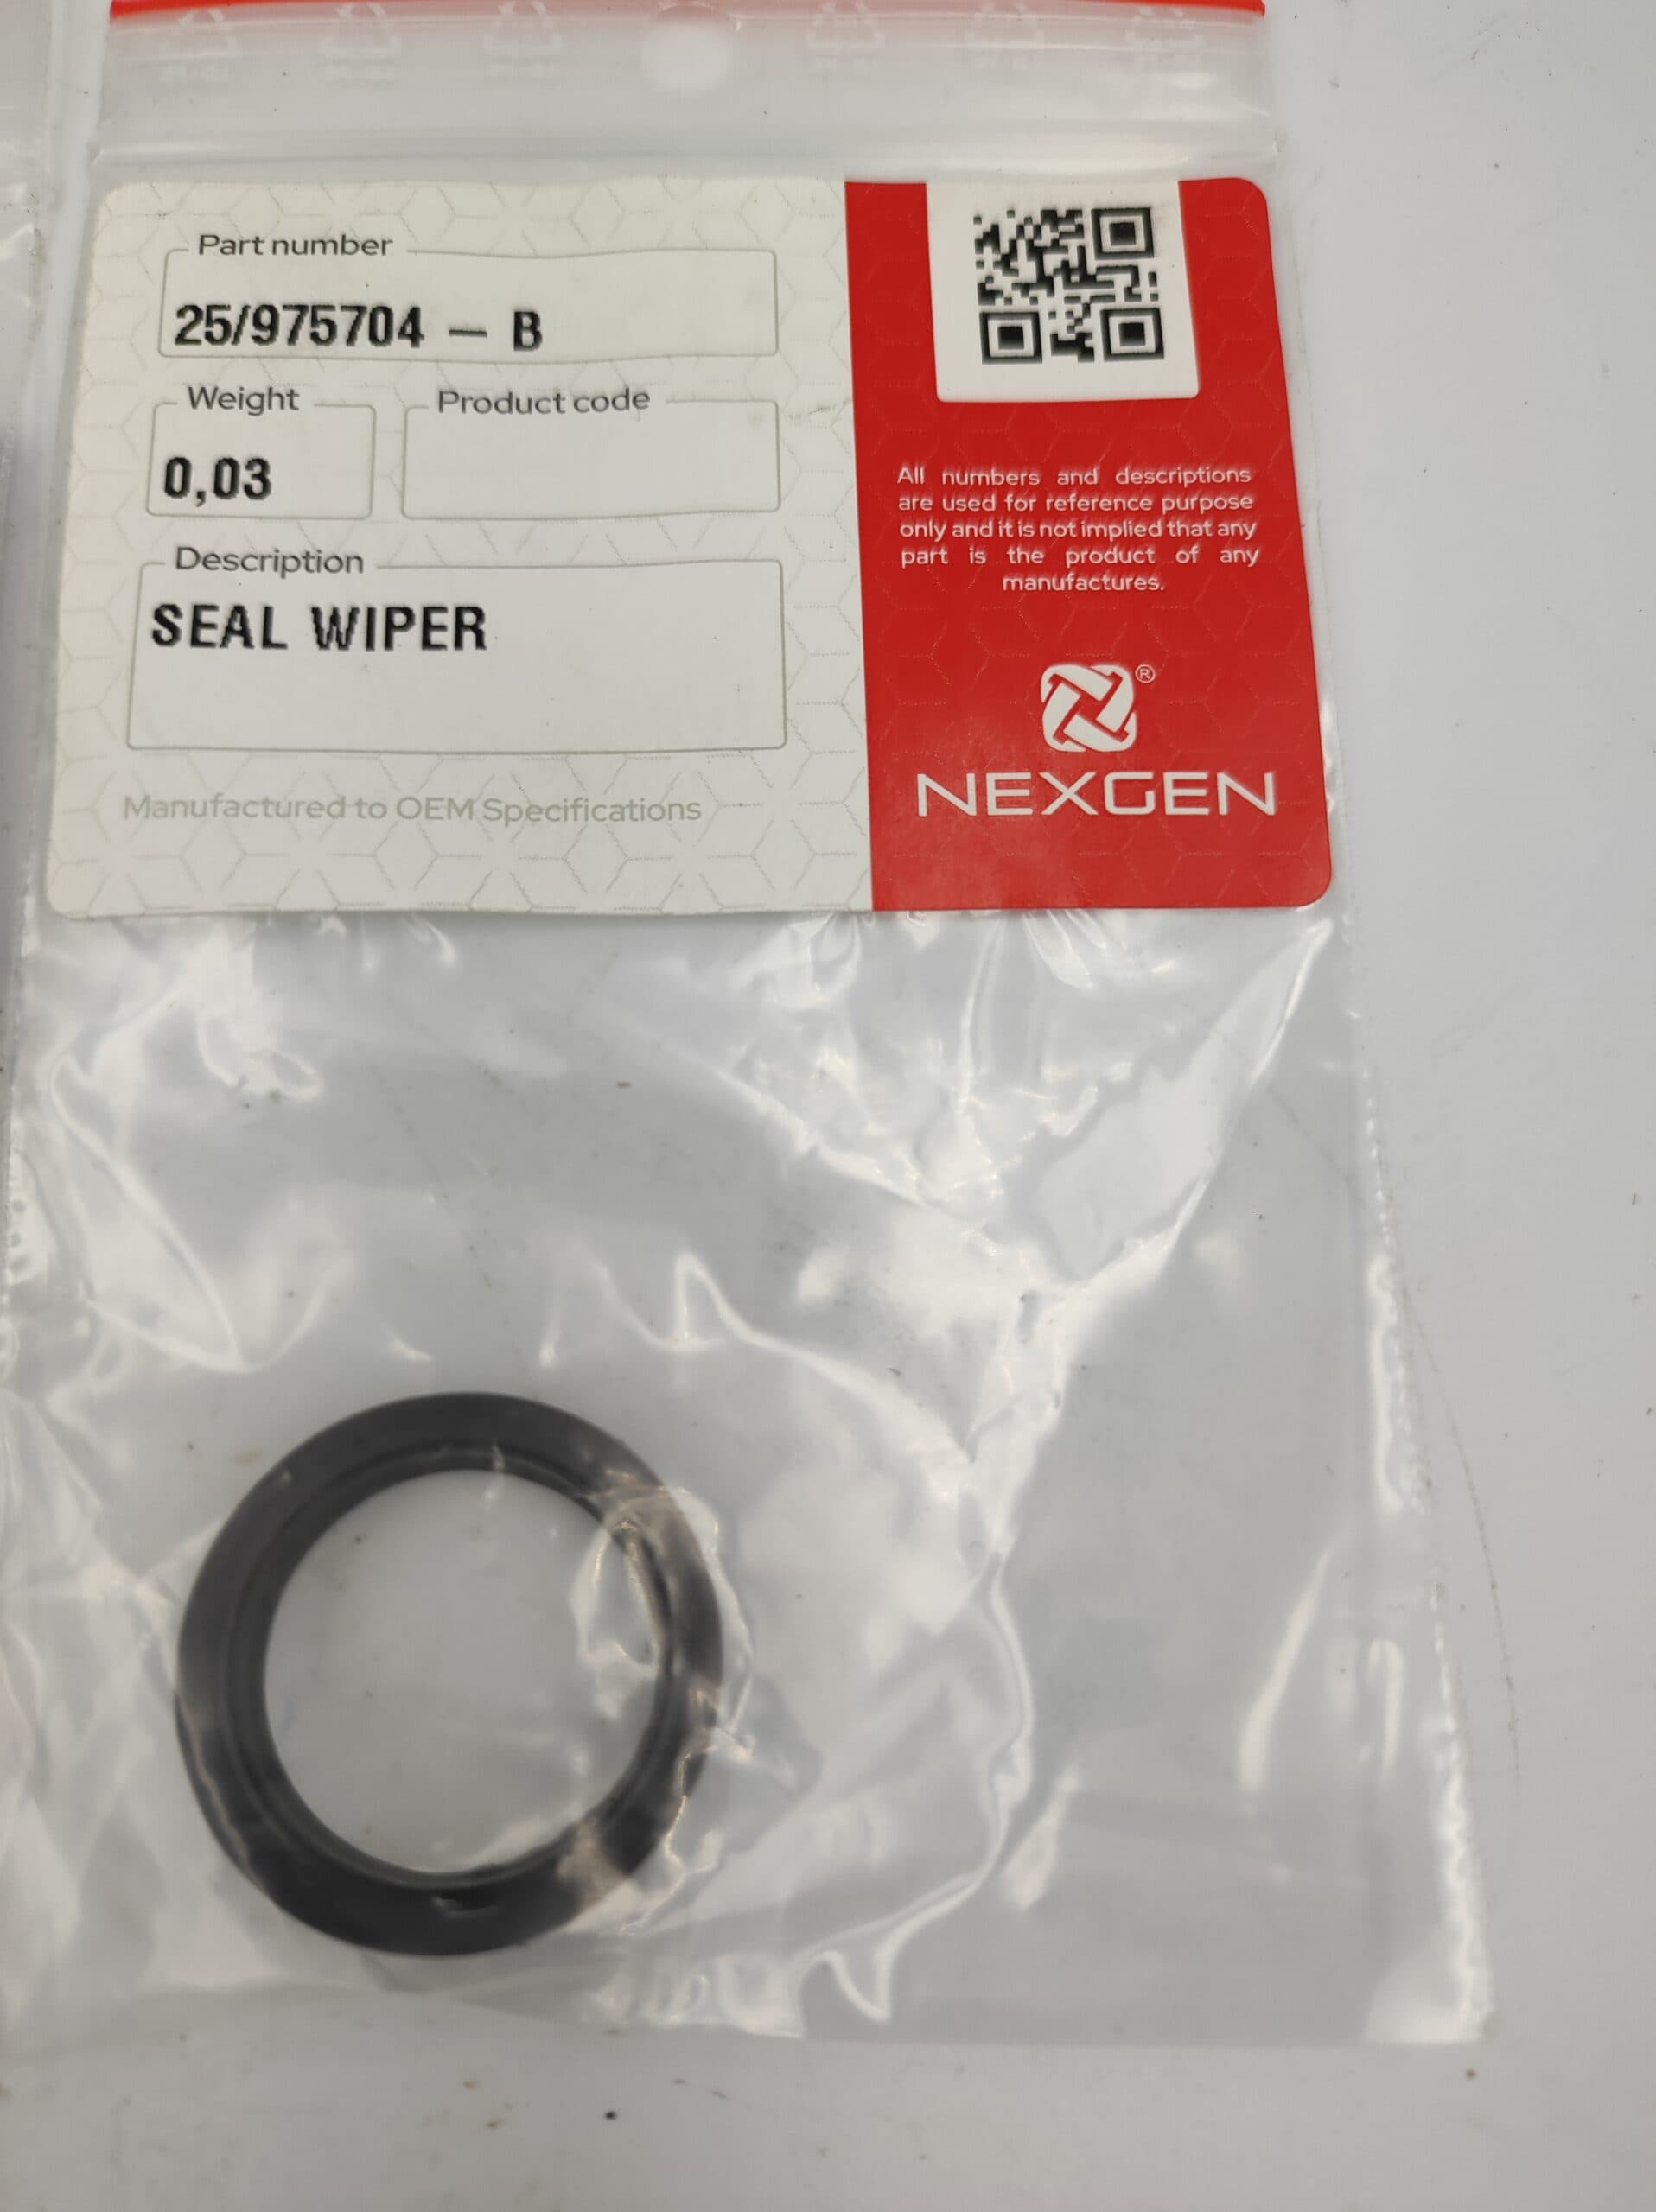 Part number
25/975704 – B
Weight
Product code
0,03
Description
SEAL WIPER
Manufactured to OEM Specifications
All numbers and descriptions
are used for reference purpose
only and it is not implied that any
part is the product of any
manufactures.
®
NEXGEN